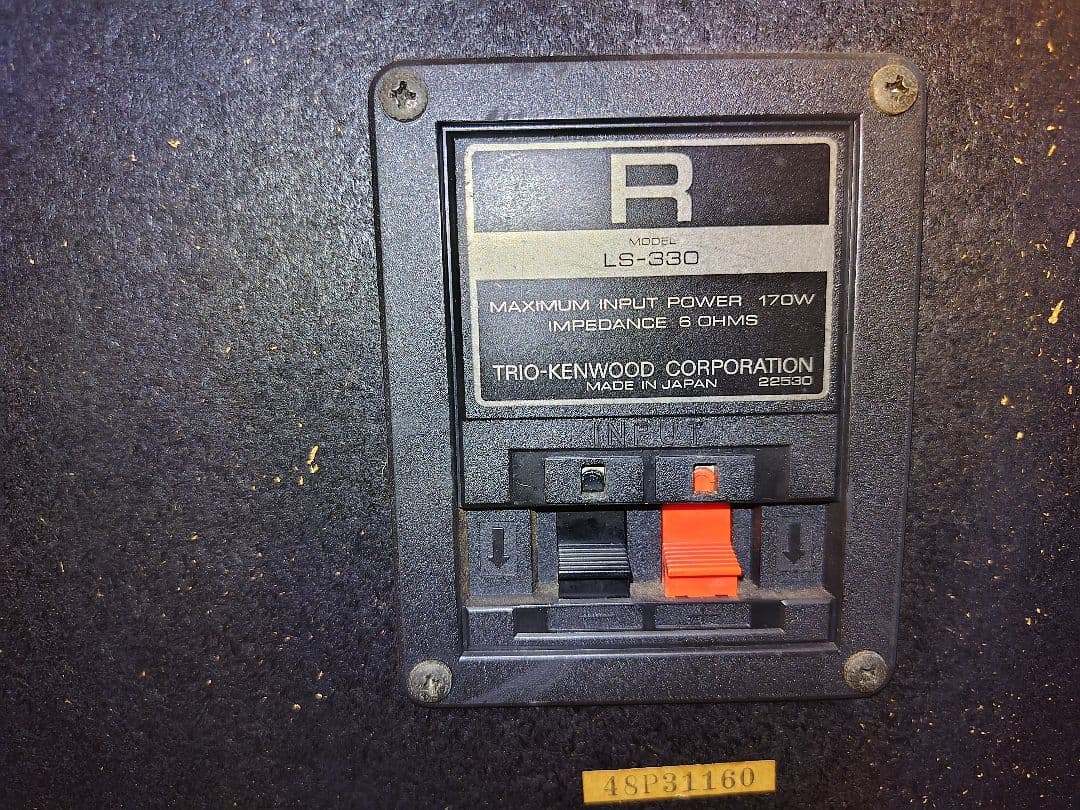 R
MODEL
LS-330
MAXIMUM INPUT POWER 170W
IMPEDANCE 6 OHMS
TRIO-KENWOOD CORPORATION
MADE IN JAPAN 22530
INPUT
48P31160